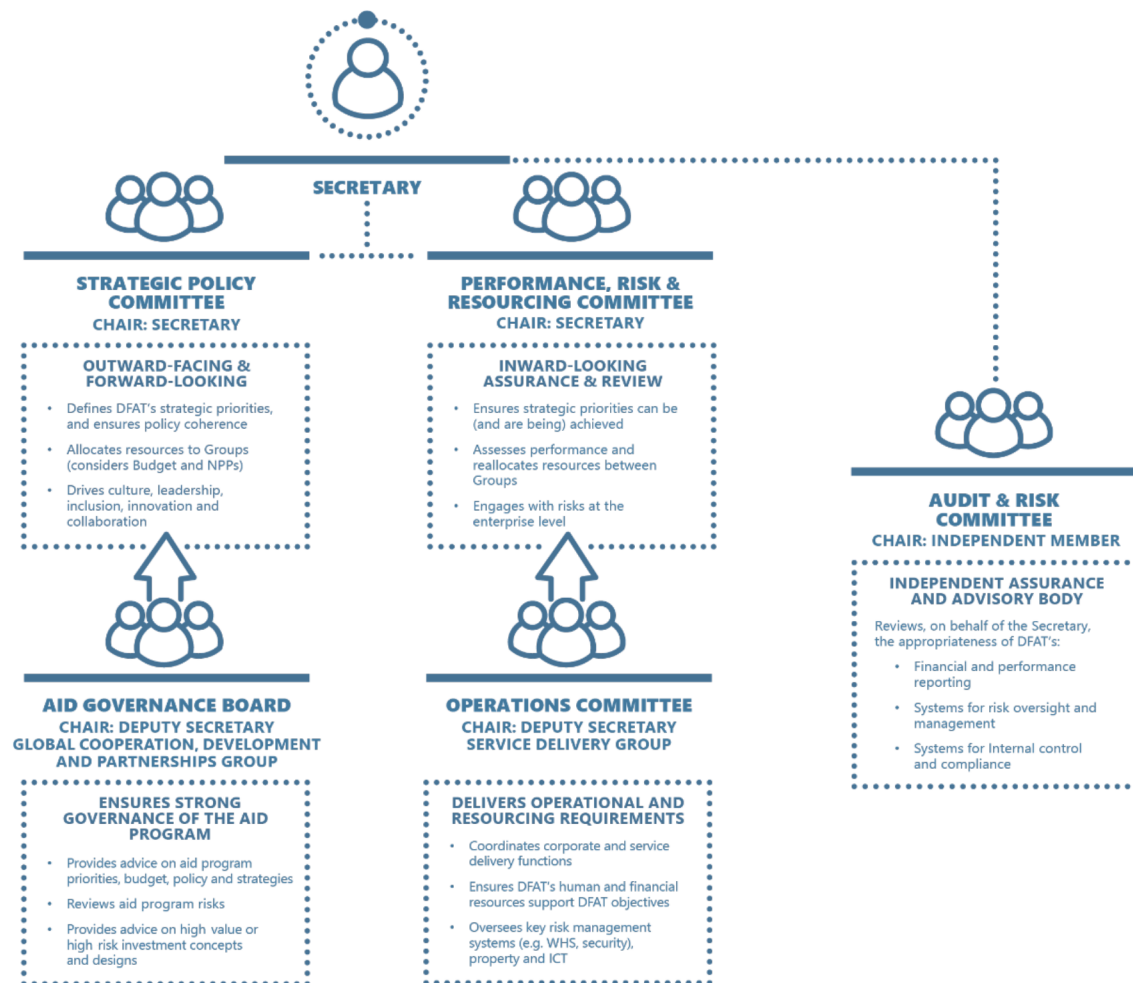 SECRETARY
STRATEGIC POLICY
COMMITTEE
CHAIR: SECRETARY
OUTWARD-FACING &
FORWARD-LOOKING
• Defines DFAT's strategic priorities,
and ensures policy coherence
• Allocates resources to Groups
(considers Budget and NPPs)
• Drives culture, leadership,
inclusion, innovation and
collaboration
PERFORMANCE, RISK &
RESOURCING COMMITTEE
CHAIR: SECRETARY
INWARD-LOOKING
ASSURANCE & REVIEW
• Ensures strategic priorities can be
(and are being) achieved
• Assesses performance and
reallocates resources between
Groups
• Engages with risks at the
enterprise level
AUDIT & RISK
COMMITTEE
CHAIR: INDEPENDENT MEMBER
INDEPENDENT ASSURANCE
AND ADVISORY BODY
Reviews, on behalf of the Secretary,
the appropriateness of DFAT's:
• Financial and performance
reporting
• Systems for risk oversight and
management
• Systems for Internal control
and compliance
AID GOVERNANCE BOARD
CHAIR: DEPUTY SECRETARY
GLOBAL COOPERATION, DEVELOPMENT
AND PARTNERSHIPS GROUP
ENSURES STRONG
GOVERNANCE OF THE AID
PROGRAM
• Provides advice on aid program
priorities, budget, policy and strategies
• Reviews aid program risks
• Provides advice on high value or
high risk investment concepts
and designs
OPERATIONS COMMITTEE
CHAIR: DEPUTY SECRETARY
SERVICE DELIVERY GROUP
DELIVERS OPERATIONAL AND
RESOURCING REQUIREMENTS
• Coordinates corporate and service
delivery functions
• Ensures DFAT's human and financial
resources support DFAT objectives
• Oversees key risk management
systems (e.g. WHS, security),
property and ICT